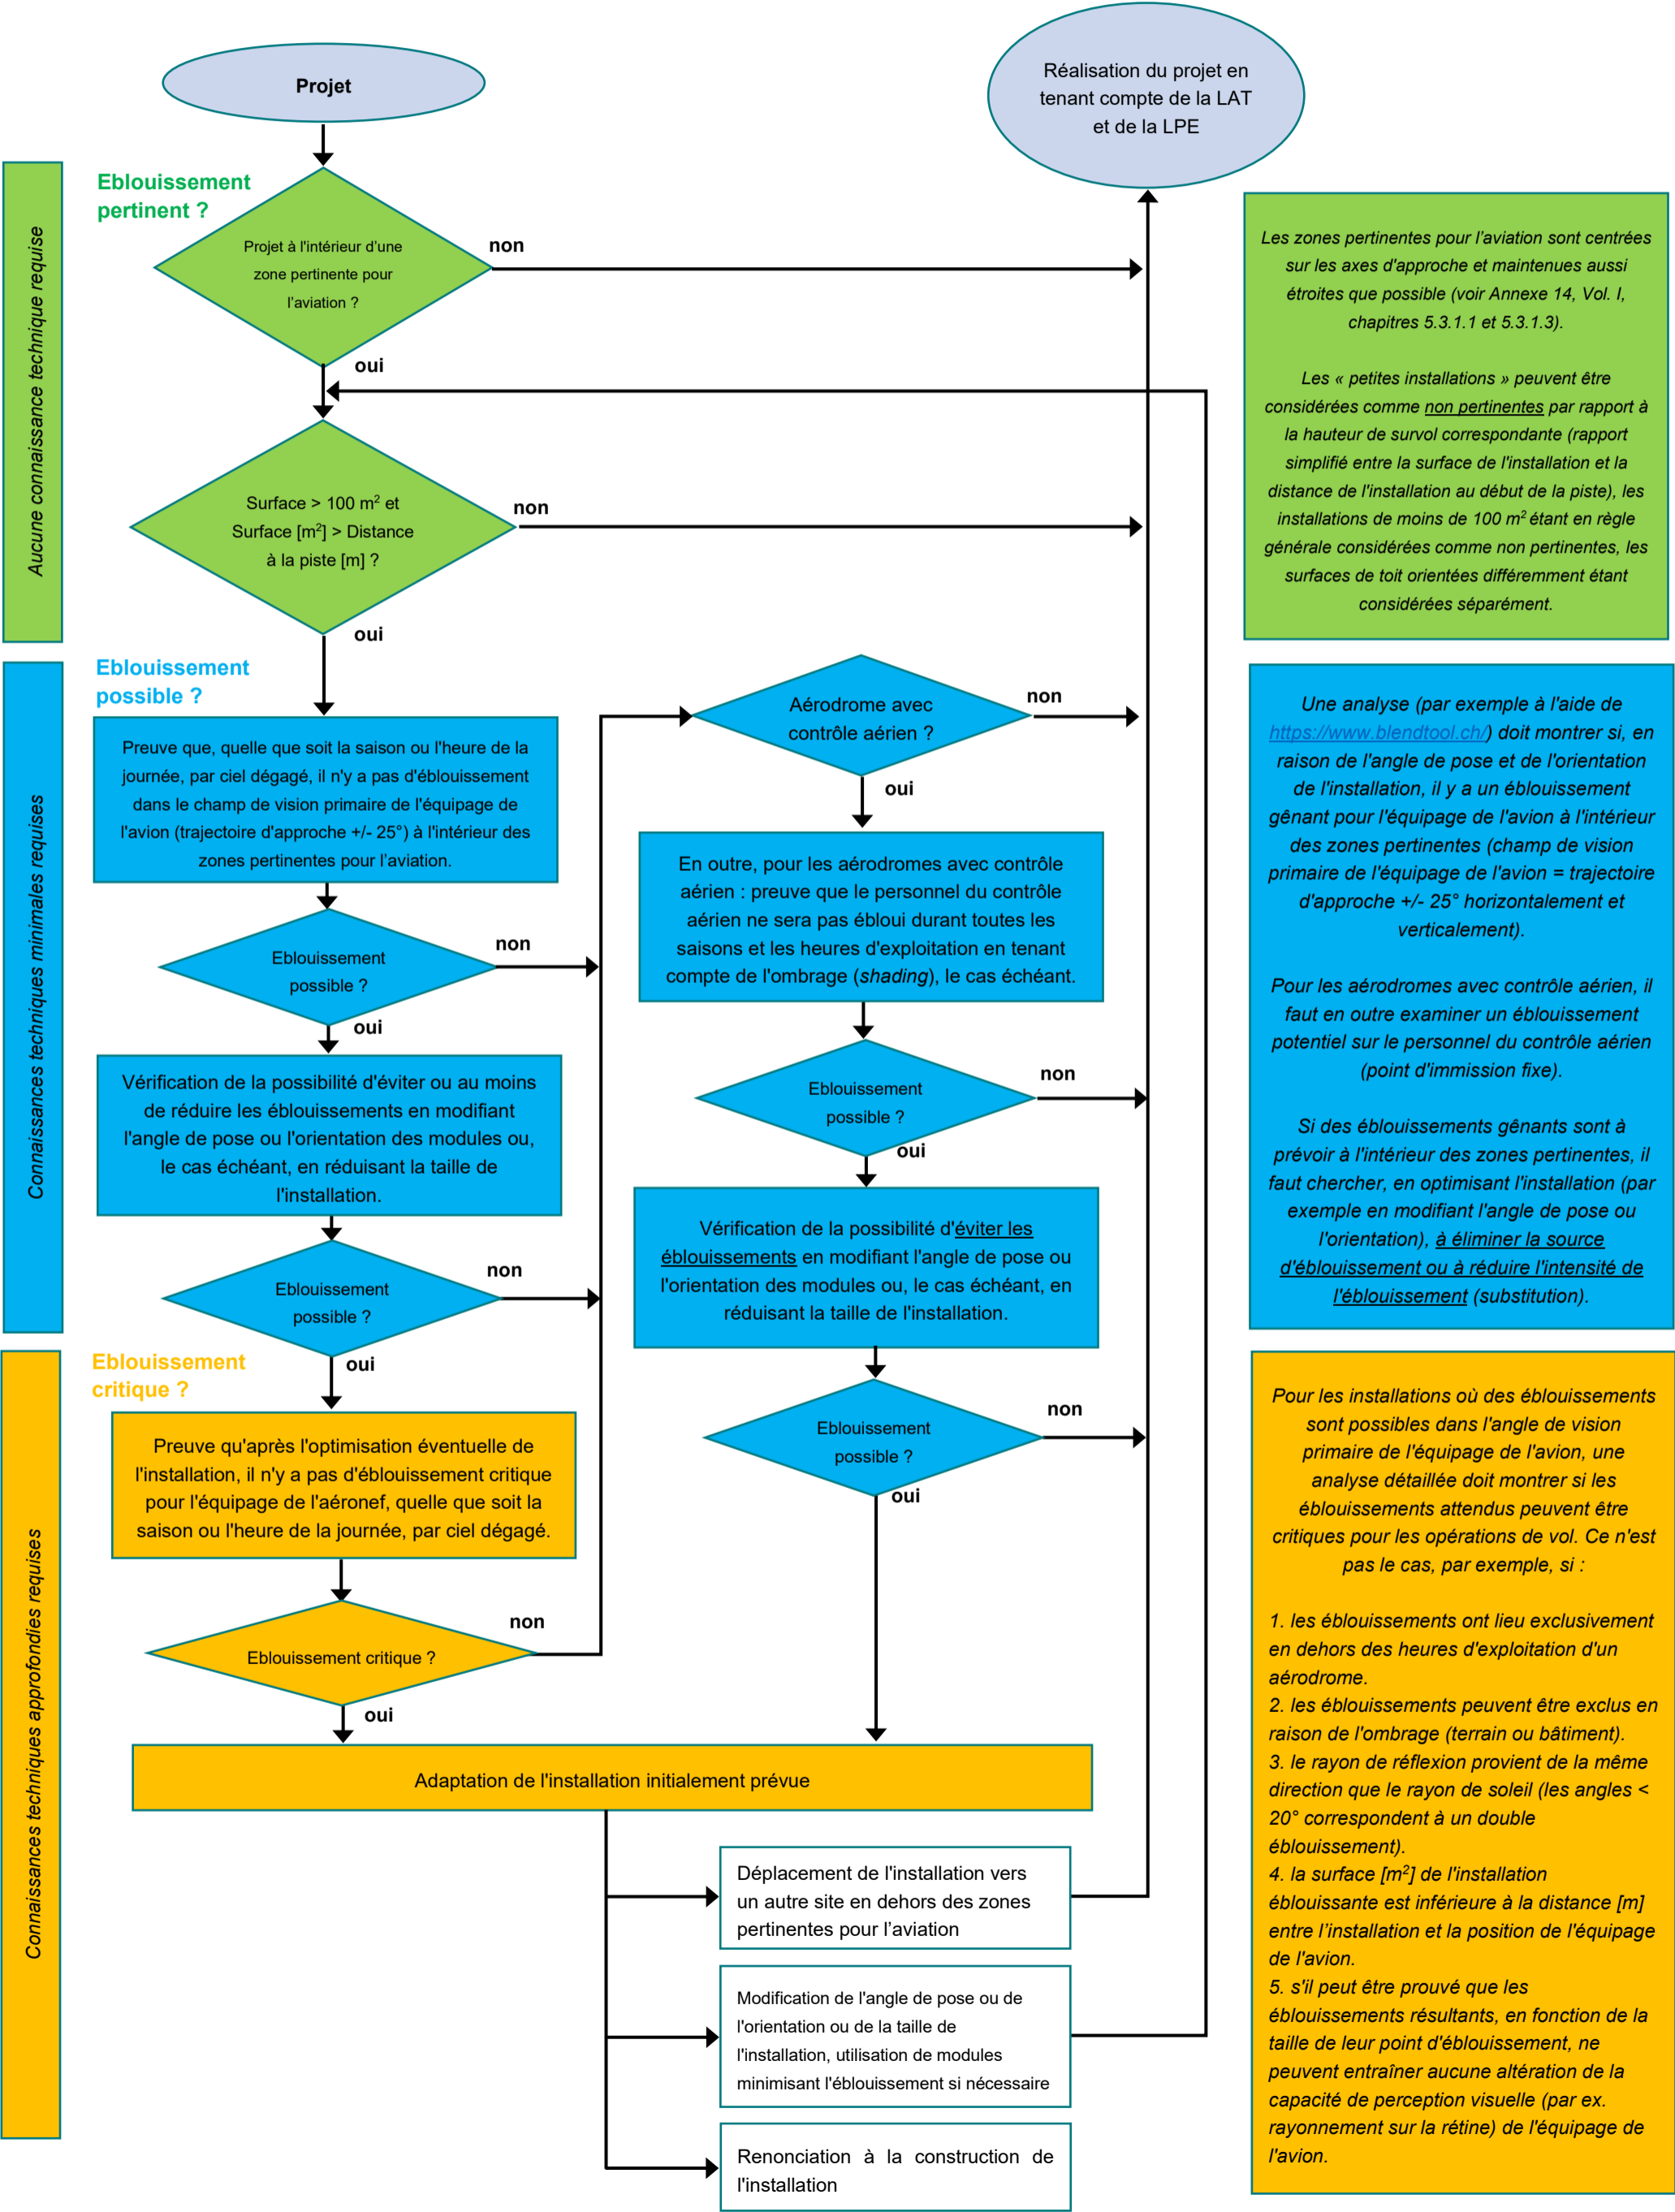 Projet
Réalisation du projet en
tenant compte de la LAT
et de la LPE
Aucune connaissance technique requise
Eblouissement
pertinent ?
Projet à l'intérieur d’une
zone pertinente pour
l’aviation ?
non
oui
Surface > 100 m² et
Surface [m²] > Distance
à la piste [m] ?
non
oui
Les zones pertinentes pour l’aviation sont centrées
sur les axes d'approche et maintenues aussi
étroites que possible (voir Annexe 14, Vol. I,
chapitres 5.3.1.1 et 5.3.1.3).
Les « petites installations » peuvent être
considérées comme non pertinentes par rapport à
la hauteur de survol correspondante (rapport
simplifié entre la surface de l'installation et la
distance de l'installation au début de la piste), les
installations de moins de 100 m² étant en règle
générale considérées comme non pertinentes, les
surfaces de toit orientées différemment étant
considérées séparément.
Connaissances techniques minimales requises
Eblouissement
possible ?
Preuve que, quelle que soit la saison ou l'heure de la
journée, par ciel dégagé, il n'y a pas d'éblouissement
dans le champ de vision primaire de l'équipage de
l'avion (trajectoire d'approche +/- 25°) à l'intérieur des
zones pertinentes pour l’aviation.
Eblouissement
possible ?
non
oui
Vérification de la possibilité d'éviter ou au moins
de réduire les éblouissements en modifiant
l'angle de pose ou l'orientation des modules ou,
le cas échéant, en réduisant la taille de
l'installation.
Eblouissement
possible ?
non
oui
Aérodrome avec
contrôle aérien ?
non
oui
En outre, pour les aérodromes avec contrôle
aérien : preuve que le personnel du contrôle
aérien ne sera pas ébloui durant toutes les
saisons et les heures d'exploitation en tenant
compte de l'ombrage (shading), le cas échéant.
Eblouissement
possible ?
non
oui
Vérification de la possibilité d'éviter les
éblouissements en modifiant l'angle de pose ou
l'orientation des modules ou, le cas échéant, en
réduisant la taille de l'installation.
Eblouissement
possible ?
non
oui
Une analyse (par exemple à l'aide de
https://www.blendtool.ch/) doit montrer si, en
raison de l'angle de pose et de l'orientation
de l'installation, il y a un éblouissement
gênant pour l'équipage de l'avion à l'intérieur
des zones pertinentes (champ de vision
primaire de l'équipage de l'avion = trajectoire
d'approche +/- 25° horizontalement et
verticalement).
Pour les aérodromes avec contrôle aérien, il
faut en outre examiner un éblouissement
potentiel sur le personnel du contrôle aérien
(point d'immission fixe).
Si des éblouissements gênants sont à
prévoir à l'intérieur des zones pertinentes, il
faut chercher, en optimisant l'installation (par
exemple en modifiant l'angle de pose ou
l'orientation), à éliminer la source
d'éblouissement ou à réduire l'intensité de
l'éblouissement (substitution).
Connaissances techniques approfondies requises
Eblouissement
critique ?
Preuve qu'après l'optimisation éventuelle de
l'installation, il n'y a pas d'éblouissement critique
pour l'équipage de l'aéronef, quelle que soit la
saison ou l'heure de la journée, par ciel dégagé.
Eblouissement critique ?
non
oui
Adaptation de l'installation initialement prévue
Déplacement de l'installation vers
un autre site en dehors des zones
pertinentes pour l’aviation
Modification de l'angle de pose ou de
l'orientation ou de la taille de
l'installation, utilisation de modules
minimisant l'éblouissement si nécessaire
Renonciation à la construction de
l'installation
Pour les installations où des éblouissements
sont possibles dans l'angle de vision
primaire de l'équipage de l'avion, une
analyse détaillée doit montrer si les
éblouissements attendus peuvent être
critiques pour les opérations de vol. Ce n'est
pas le cas, par exemple, si :
1. les éblouissements ont lieu exclusivement
en dehors des heures d'exploitation d'un
aérodrome.
2. les éblouissements peuvent être exclus en
raison de l'ombrage (terrain ou bâtiment).
3. le rayon de réflexion provient de la même
direction que le rayon de soleil (les angles <
20° correspondent à un double
éblouissement).
4. la surface [m²] de l'installation
éblouissante est inférieure à la distance [m]
entre l’installation et la position de l'équipage
de l'avion.
5. s'il peut être prouvé que les
éblouissements résultants, en fonction de la
taille de leur point d'éblouissement, ne
peuvent entraîner aucune altération de la
capacité de perception visuelle (par ex.
rayonnement sur la rétine) de l'équipage de
l'avion.